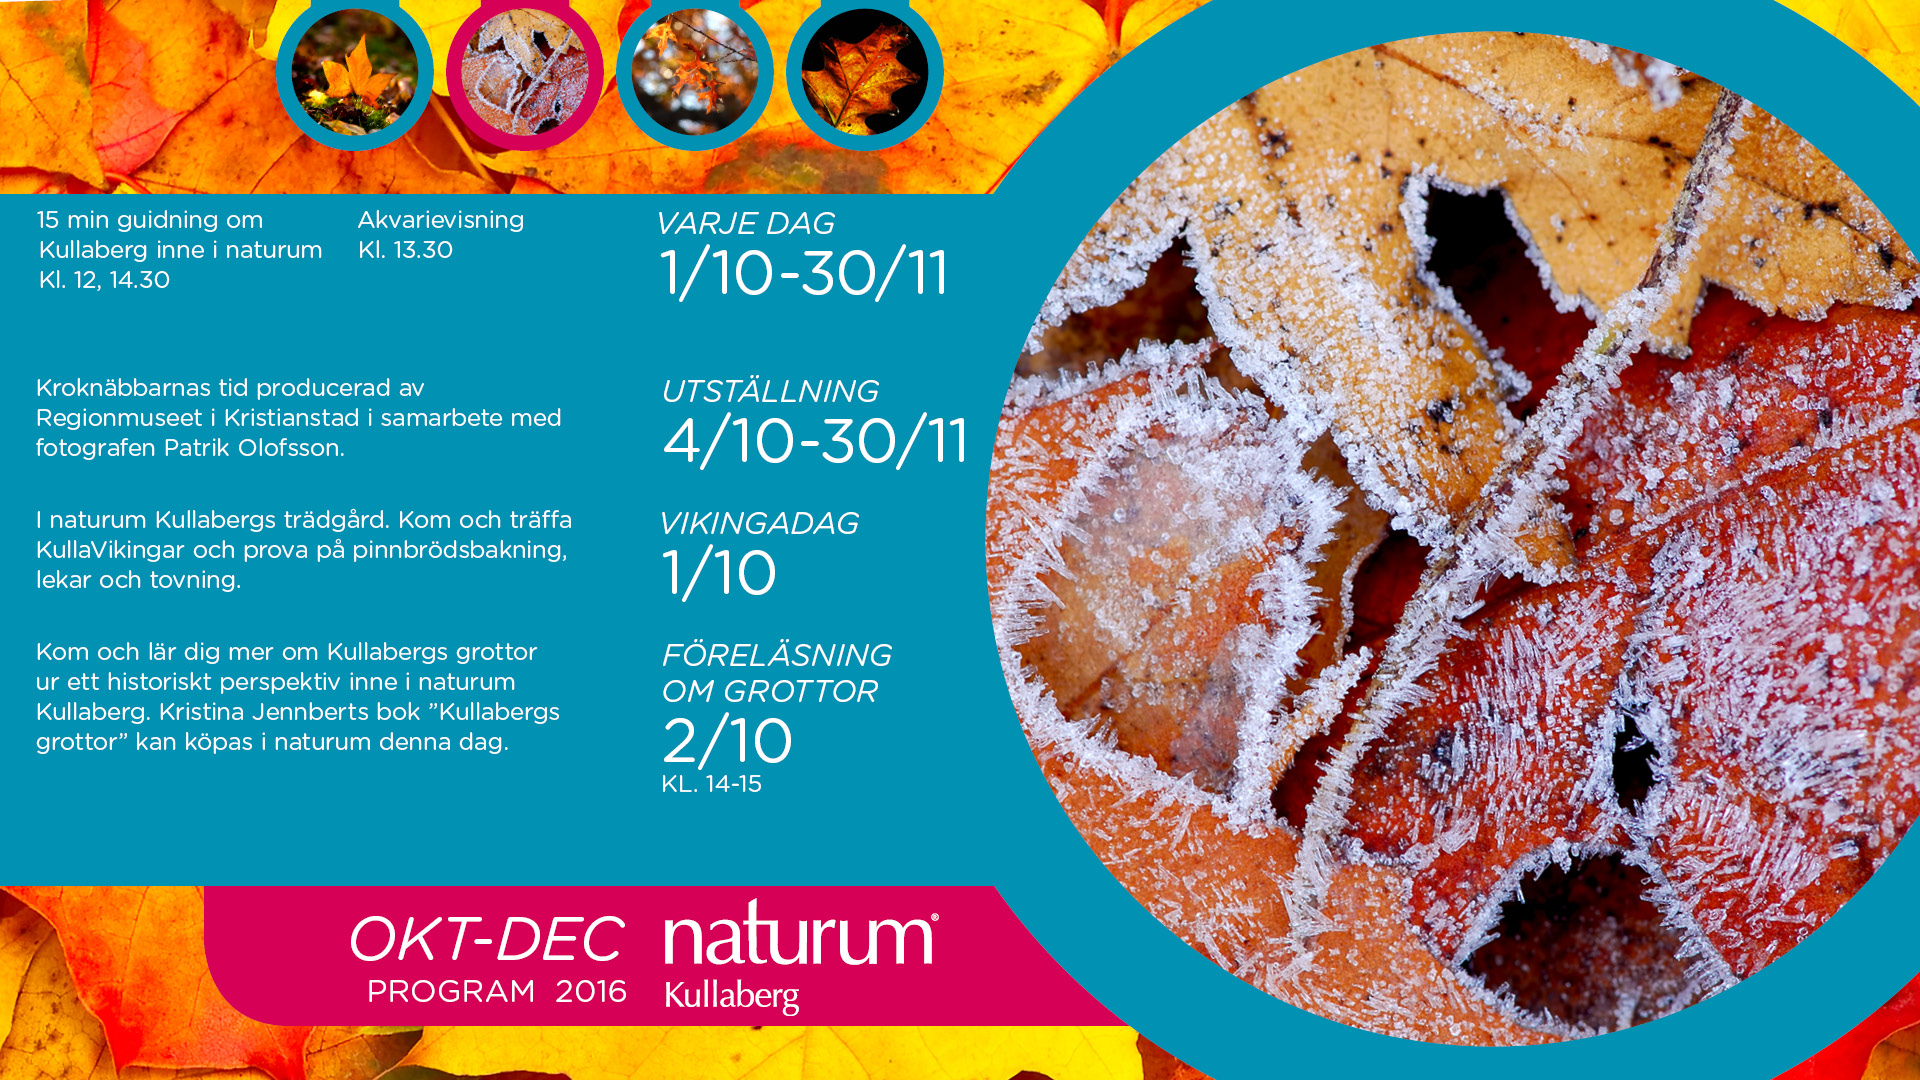 15 min guidning om
Kullaberg inne i naturum
Kl. 12, 14.30
Akvarievisning
Kl. 13.30
VARJE DAG
1/10-30/11
Kroknäbbarnas tid producerad av
Regionmuseet i Kristianstad i samarbete med
fotografen Patrik Olofsson.
UTSTÄLLNING
4/10-30/11
I naturum Kullabergs trädgård. Kom och träffa
KullaVikingar och prova på pinnbrödsbakning,
lekar och tovning.
VIKINGADAG
1/10
Kom och lär dig mer om Kullabergs grottor
ur ett historiskt perspektiv inne i naturum
Kullaberg. Kristina Jennberts bok ”Kullabergs
grottor” kan köpas i naturum denna dag.
FÖRELÄSNING
OM GROTTOR
2/10
KL. 14-15
OKT-DEC
PROGRAM 2016
naturum®
Kullaberg